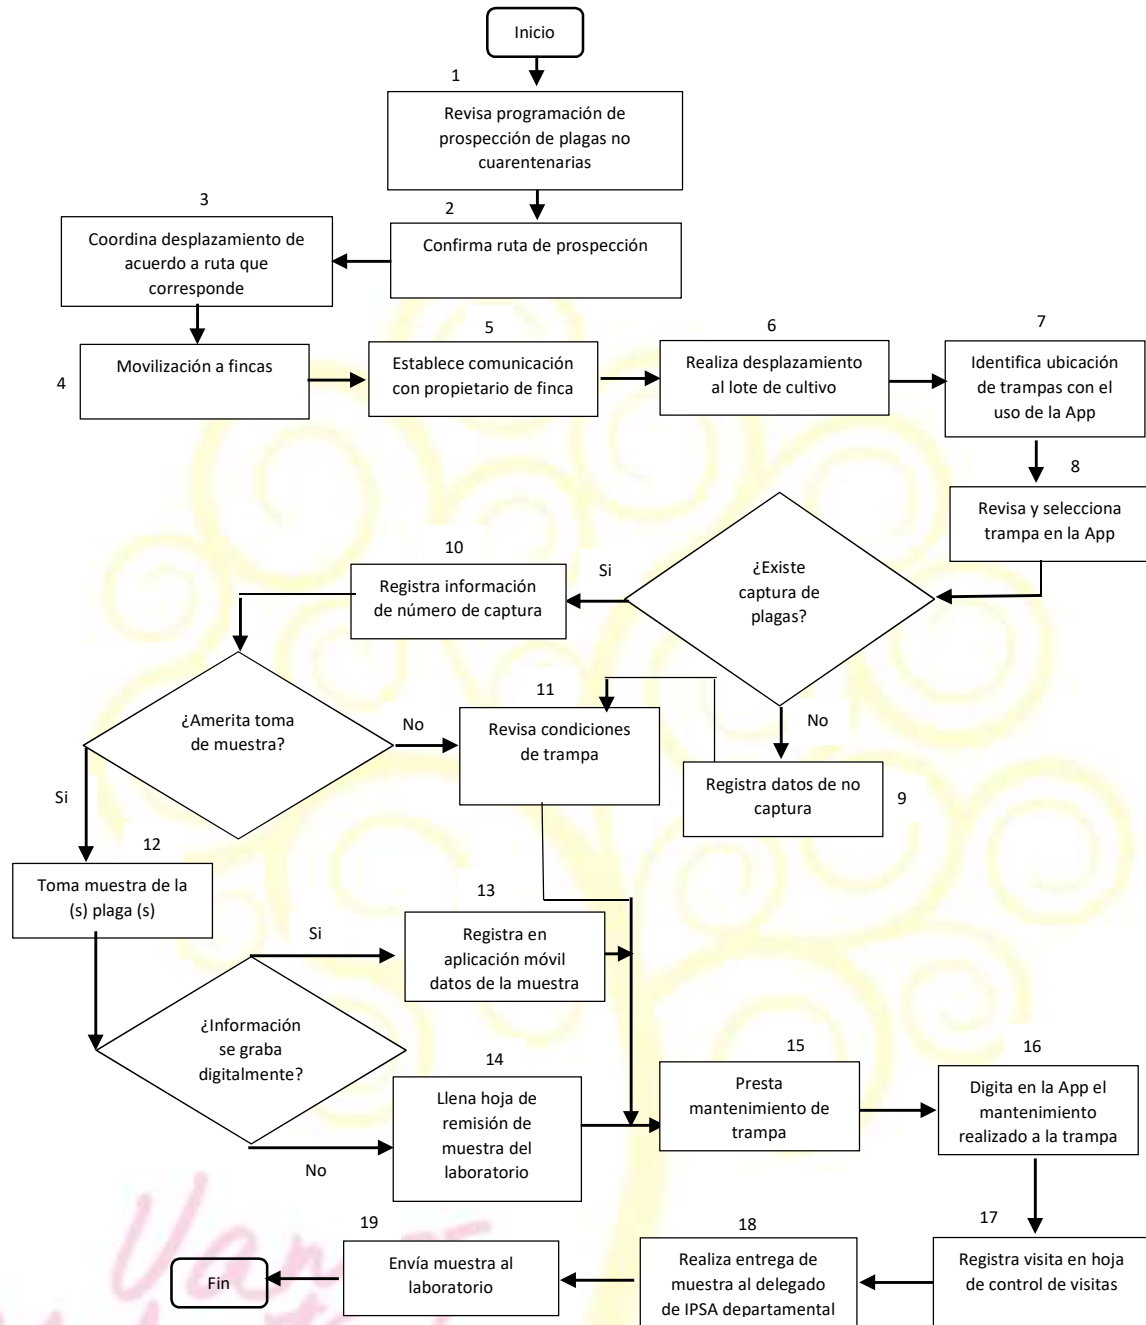 Inicio
1
Revisa programación de
prospección de plagas no
cuarentenarias
2
Confirma ruta de prospección
3
Coordina desplazamiento de
acuerdo a ruta que
corresponde
4
Movilización a fincas
5
Establece comunicación
con propietario de finca
6
Realiza desplazamiento
al lote de cultivo
7
Identifica ubicación
de trampas con el
uso de la App
8
Revisa y selecciona
trampa en la App
¿Existe
captura de
plagas?
Si
10
Registra información
de número de captura
No
Registra datos de no
captura
9
¿Amerita toma
de muestra?
No
11
Revisa condiciones
de trampa
Si
12
Toma muestra de la
(s) plaga (s)
¿Información
se graba
digitalmente?
Si
13
Registra en
aplicación móvil
datos de la muestra
No
14
Llena hoja de
remisión de
muestra del
laboratorio
15
Presta
mantenimiento de
trampa
16
Digita en la App el
mantenimiento
realizado a la trampa
17
Registra visita en hoja
de control de visitas
18
Realiza entrega de
muestra al delegado
de IPSA departamental
19
Envía muestra al
laboratorio
Fin